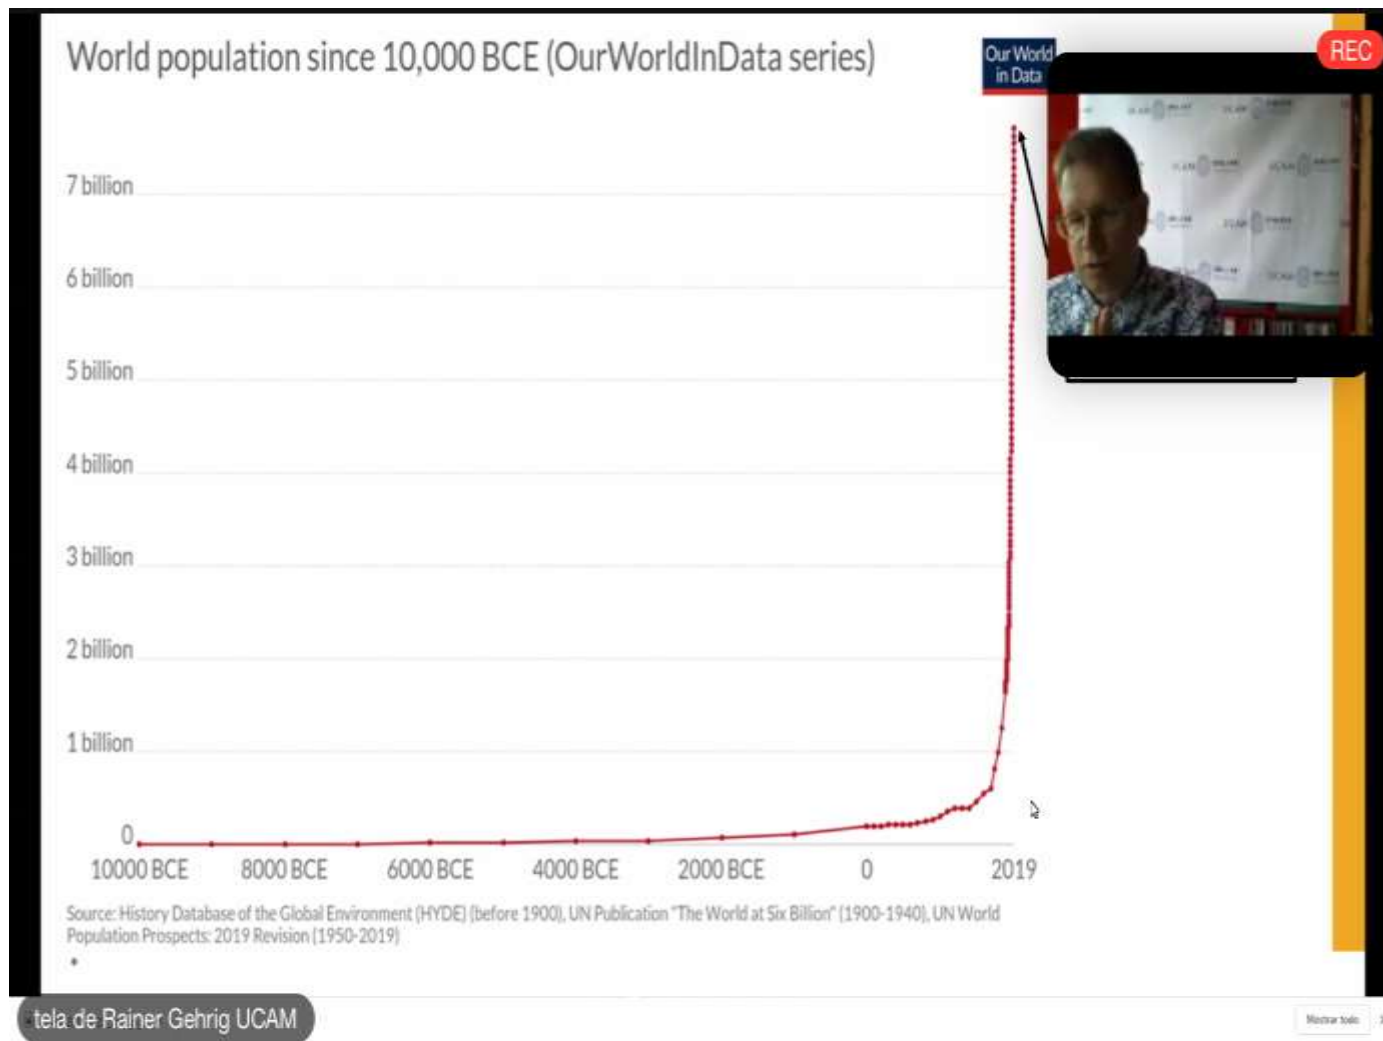 World population since 10,000 BCE (OurWorldInData series)
Our World
in Data
REC
7 billion
6 billion
5 billion
4 billion
3 billion
2 billion
1 billion
0
10000 BCE 8000 BCE 6000 BCE 4000 BCE 2000 BCE 0 2019
Source: History Database of the Global Environment (HYDE) (before 1900), UN Publication "The World at Six Billion" (1900-1940), UN World
Population Prospects: 2019 Revision (1950-2019)
*
tela de Rainer Gehrig UCAM
Mostrar todo